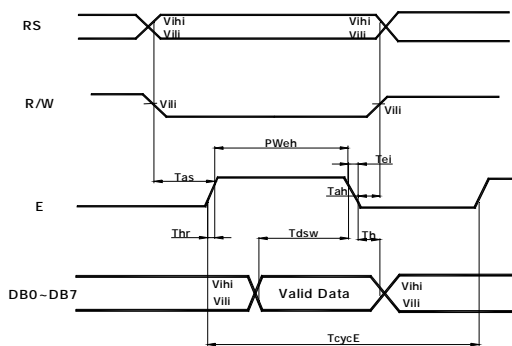 RS
Vihi
Vili
Vihi
Vili
R/W
Vili
Vili
PWeh
Tei
Tas
Tah
E
Thr
Tdsw
Th
DB0~DB7
Vihi
Vili
Valid Data
Vihi
Vili
TcycE